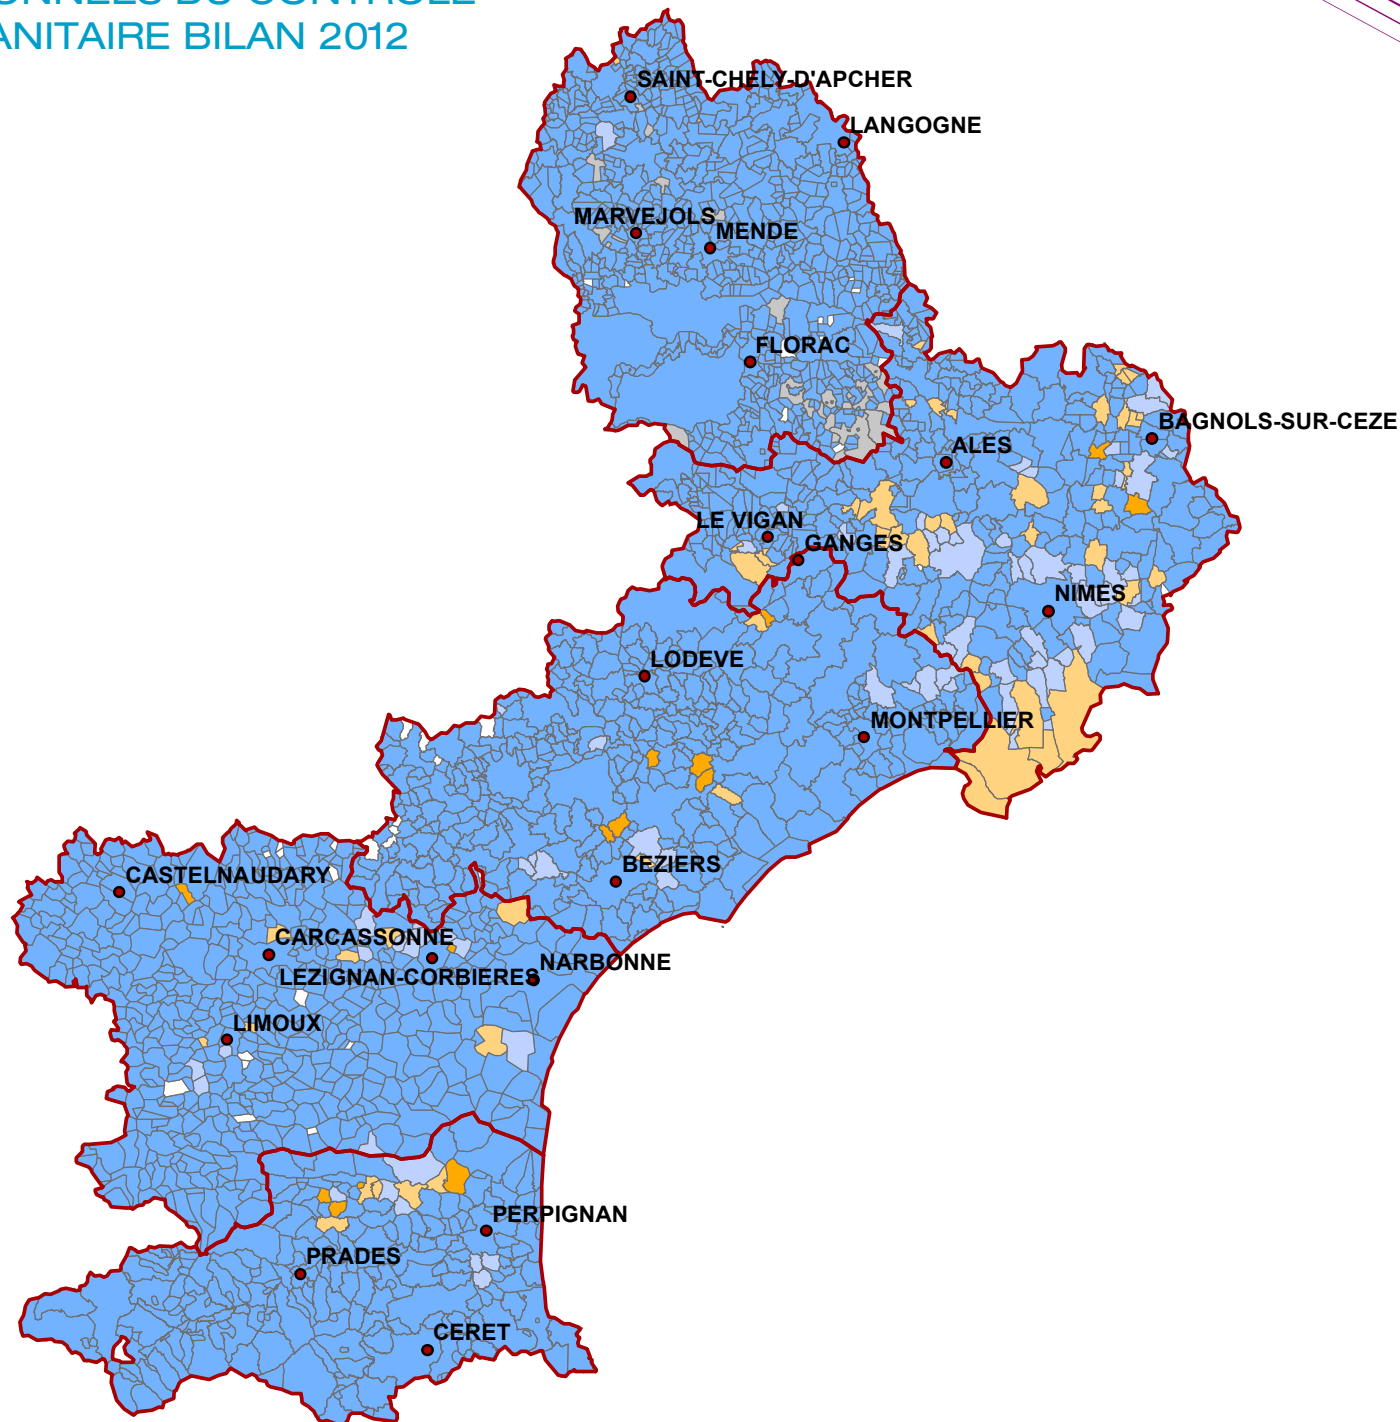 ANITAIRE BILAN 2012
SAINT-CHELY-D'APCHER
LANGOGNE
MARVEJOLS
MENDE
FLORAC
BAGNOLS-SUR-CEZE
ALES
LE VIGAN
GANGES
NIMES
LODEVE
MONTPELLIER
BEZIERS
CASTELNAUDARY
CARCASSONNE
NARBONNE
LEZIGNAN-CORBIERES
LIMOUX
PERPIGNAN
PRADES
CERET